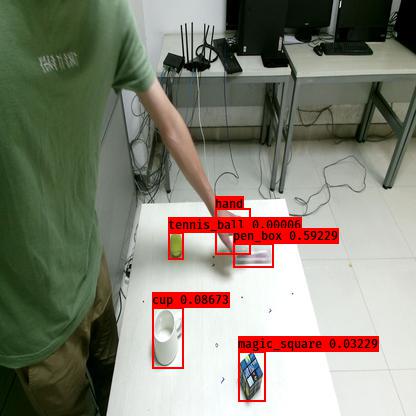 hand
tennis_ball 0.00006
pen_box 0.59229
cup 0.08673
magic_square 0.03229